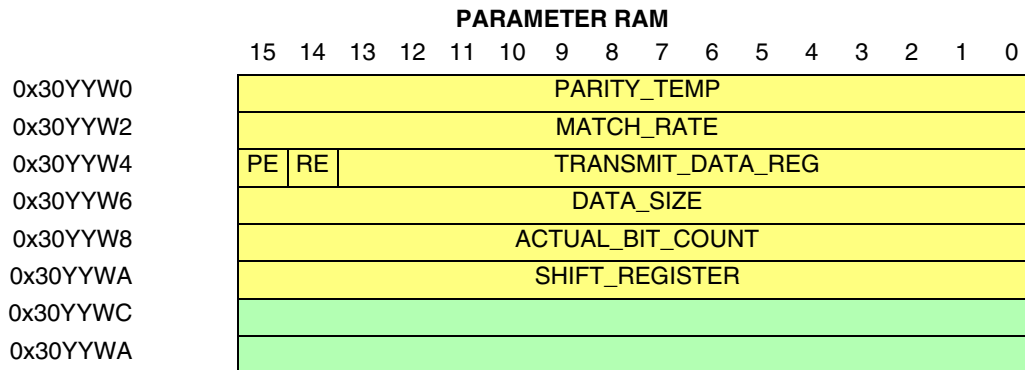 PARAMETER RAM
15 14 13 12 11 10 9 8 7 6 5 4 3 2 1 0
0x30YYW0 PARITY_TEMP
0x30YYW2 MATCH_RATE
0x30YYW4 PE RE TRANSMIT_DATA_REG
0x30YYW6 DATA_SIZE
0x30YYW8 ACTUAL_BIT_COUNT
0x30YYWA SHIFT_REGISTER
0x30YYWC
0x30YYWA